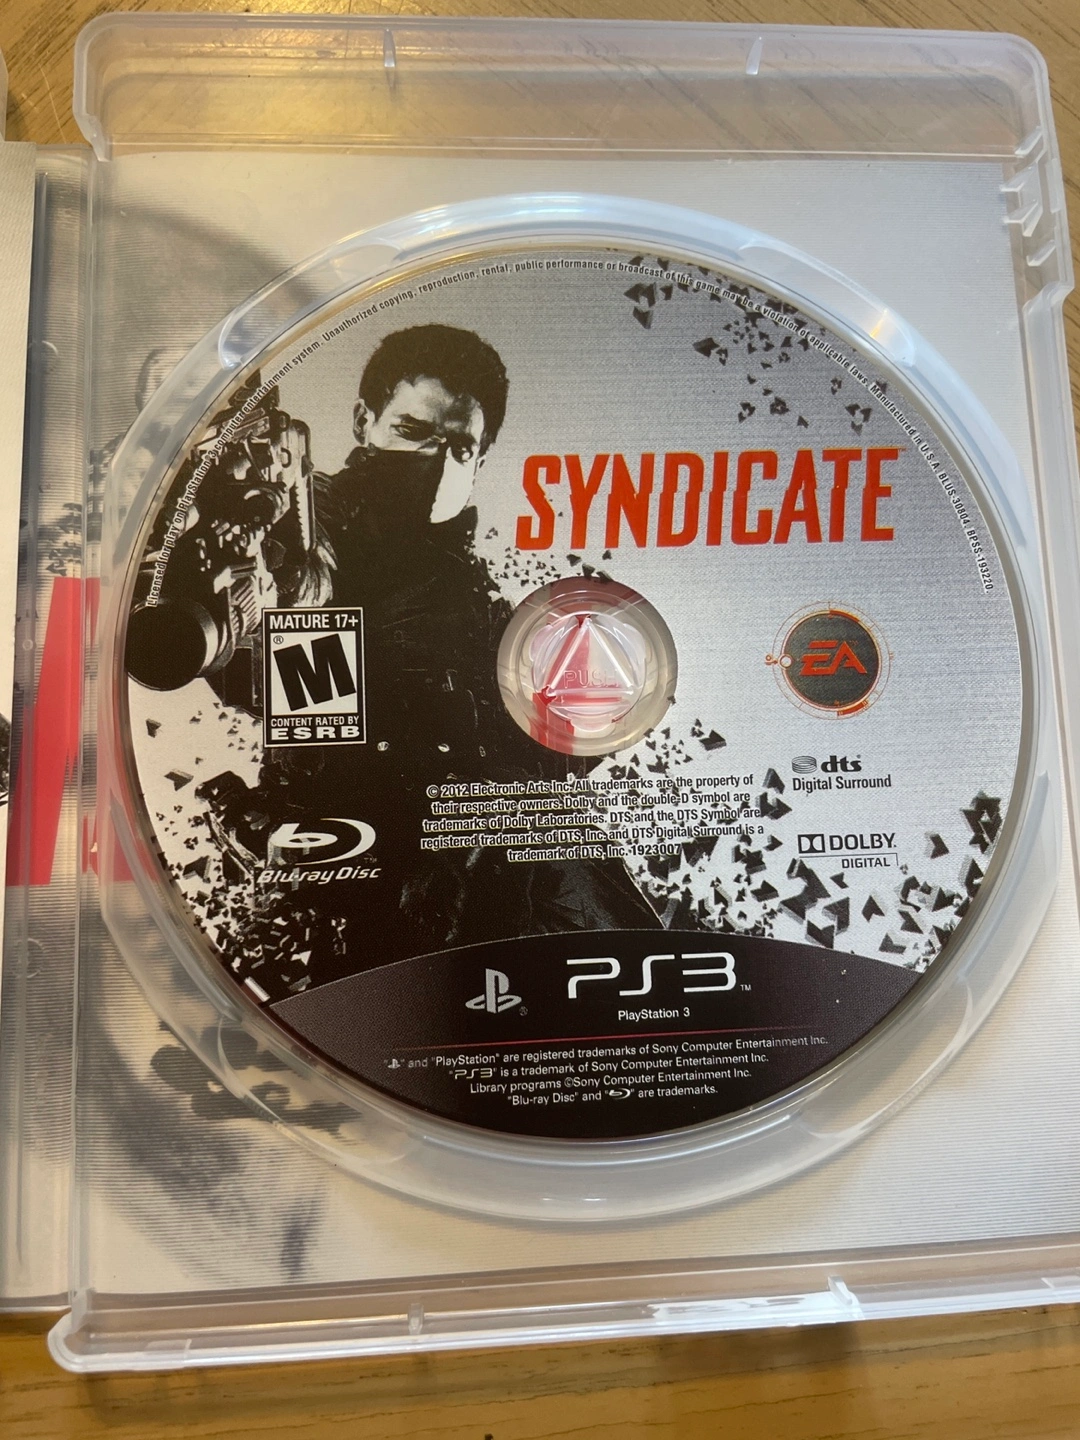 Licensed for play on PlayStation 3 computer entertainment system. Unauthorized copying, reproduction, rental, public performance or broadcast of this game may be a violation of applicable laws. Manufactured in U.S.A. BLUS-30804 / BPSS-193220
SYNDICATE™
MATURE 17+
M®
CONTENT RATED BY
ESRB
PUSH
EA
dts
Digital Surround
© 2012 Electronic Arts Inc. All trademarks are the property of
their respective owners. Dolby and the double-D symbol are
trademarks of Dolby Laboratories. DTS and the DTS Symbol are
registered trademarks of DTS, Inc. and DTS Digital Surround is a
trademark of DTS, Inc. 1923007
Blu-ray Disc
DOLBY.
DIGITAL
PS3™
PlayStation 3
" " and "PlayStation" are registered trademarks of Sony Computer Entertainment Inc.
"PS3" is a trademark of Sony Computer Entertainment Inc.
Library programs ©Sony Computer Entertainment Inc.
"Blu-ray Disc" and " " are trademarks.